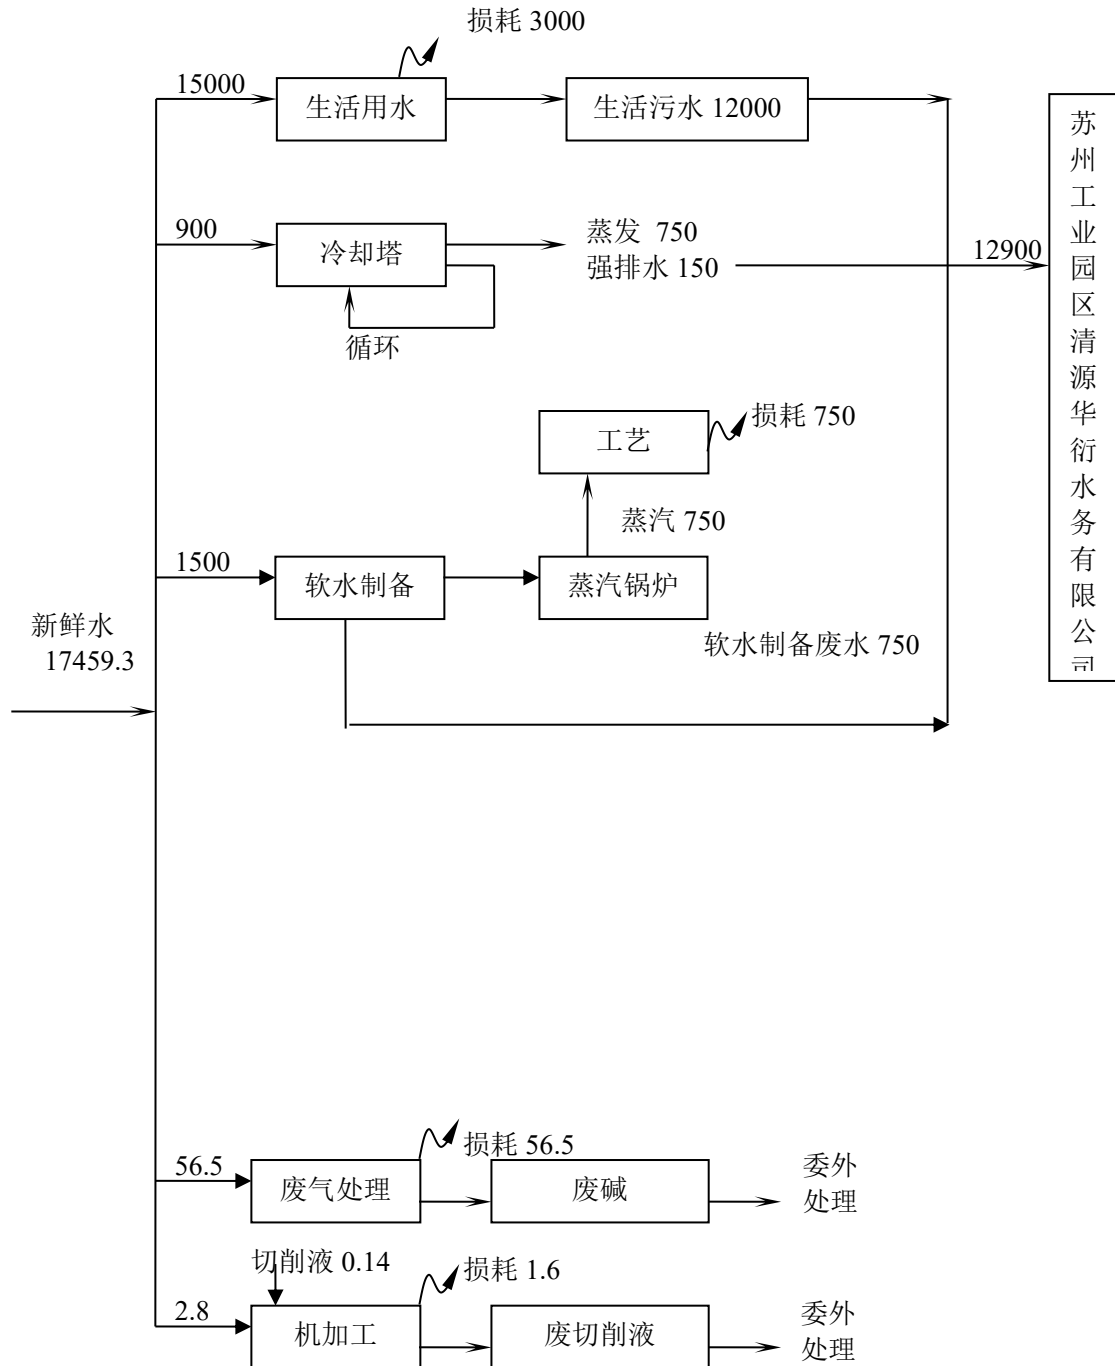 损耗 3000
15000
生活用水
生活污水 12000
900
冷却塔
蒸发 750
强排水 150
12900
循环
苏州工业园区清源华衍水务有限公司
工艺
损耗 750
蒸汽 750
1500
软水制备
蒸汽锅炉
软水制备废水 750
新鲜水
17459.3
损耗 56.5
56.5
废气处理
废碱
委外
处理
切削液 0.14
损耗 1.6
2.8
机加工
废切削液
委外
处理